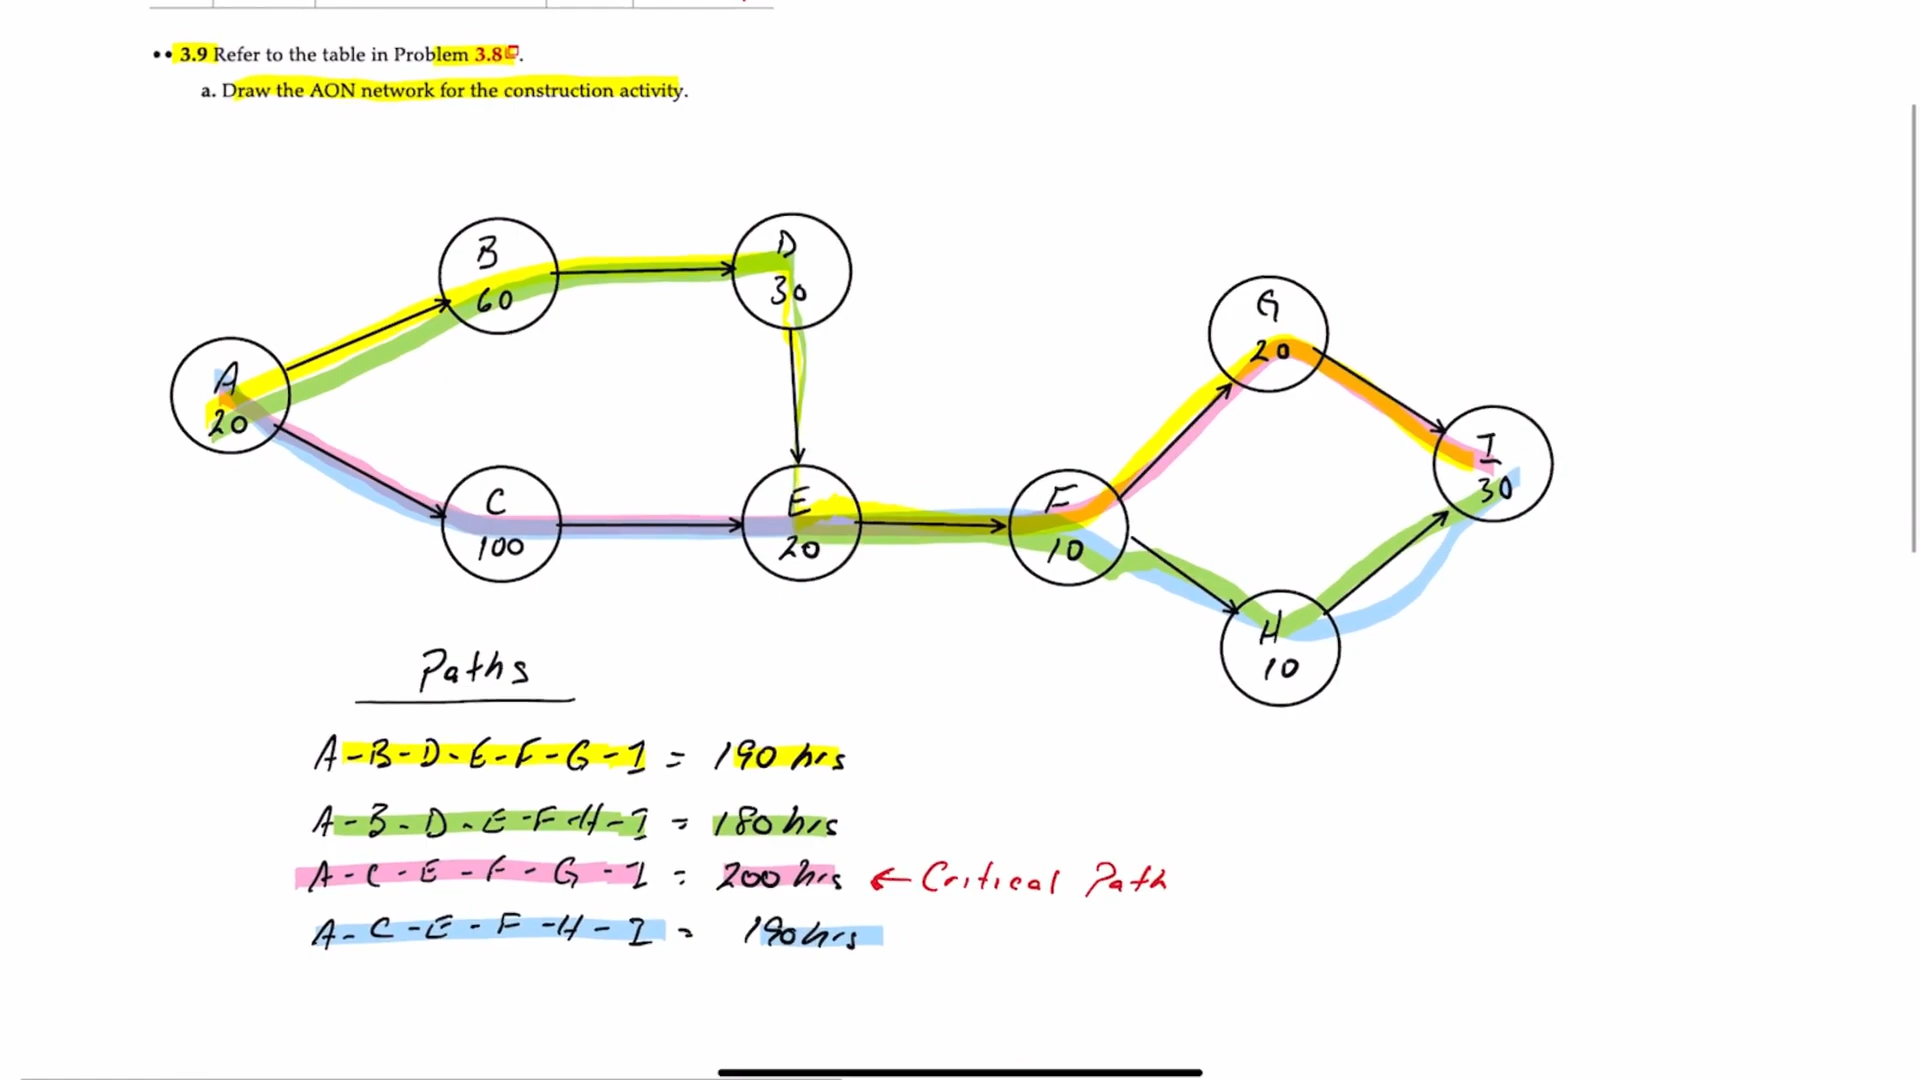 •• 3.9 Refer to the table in Problem 3.8.
a. Draw the AON network for the construction activity.
A
20
B
60
D
30
C
100
E
20
F
10
G
20
H
10
I
30
Paths
A-B-D-E-F-G-I = 190 hrs
A-B-D-E-F-H-I = 180 hrs
A-C-E-F-G-I = 200 hrs ← Critical Path
A-C-E-F-H-I = 190 hrs